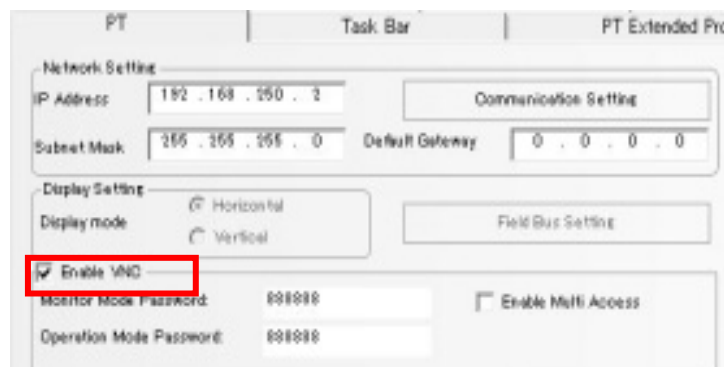 PT Task Bar PT Extended Pro
Network Setting
IP Address 192 . 168 . 250 . 2 Communication Setting
Subnet Mask 255 . 255 . 255 . 0 Default Gateway 0 . 0 . 0 . 0
Display Setting
Horizontal
Display mode Field Bus Setting
Vertical
Enable VNC
Monitor Mode Password: 888888 Enable Multi Access
Operation Mode Password: 888888